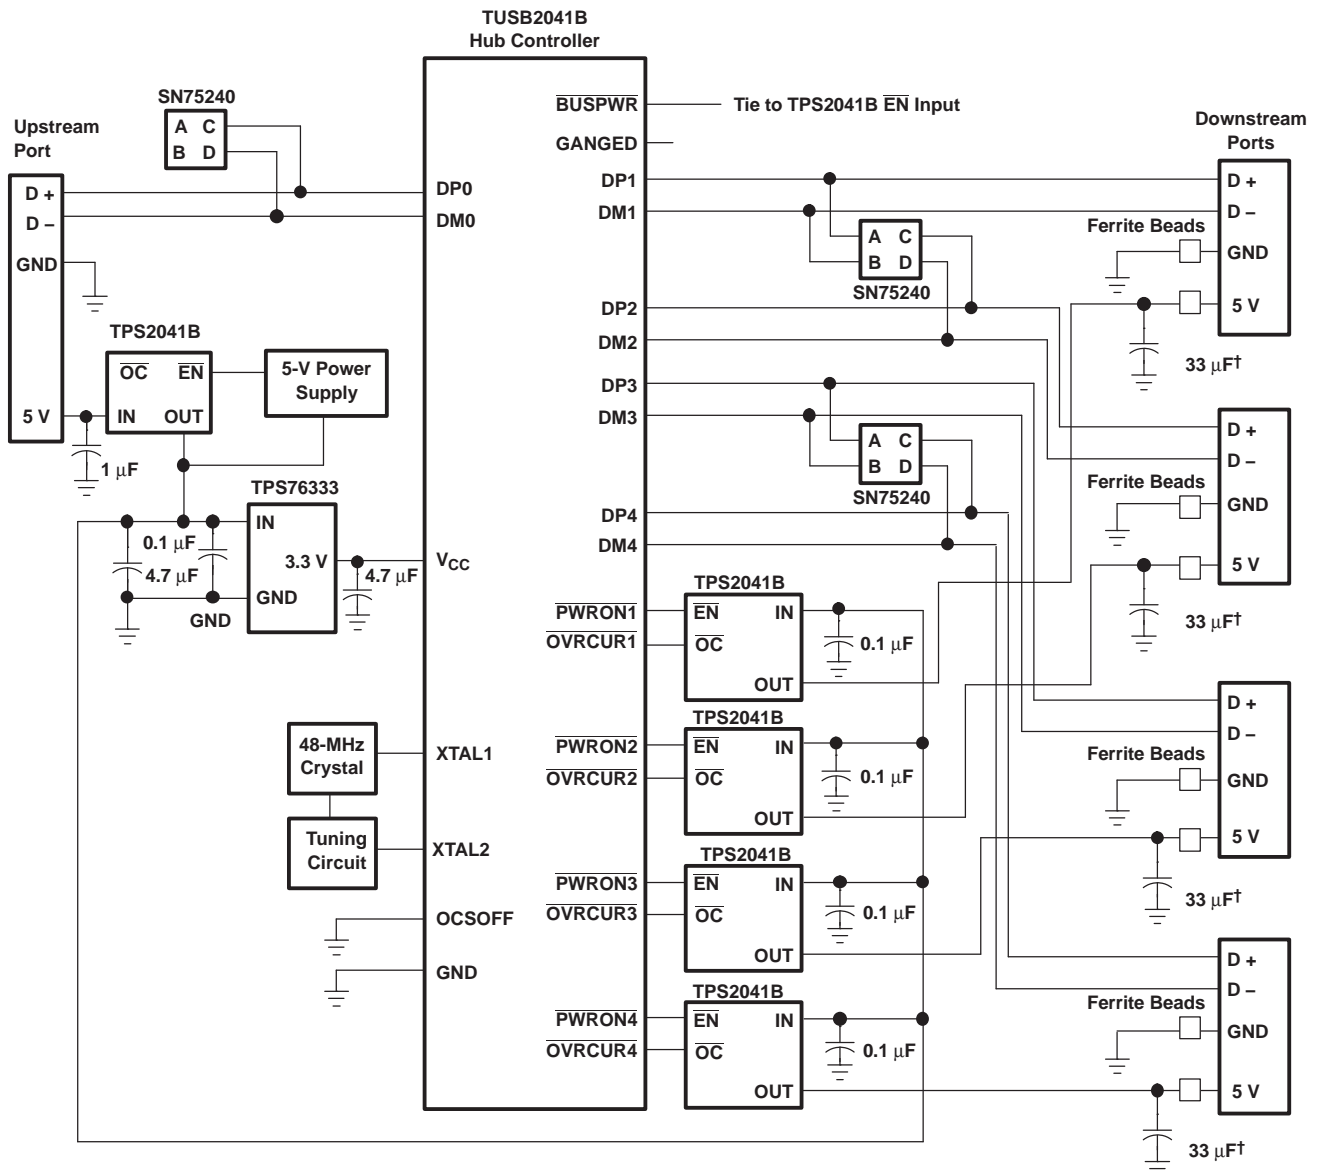 TUSB2041B
Hub Controller
SN75240
A C
B D
Upstream
Port
D +
D –
GND
5 V
DP0
DM0
BUSPWR
Tie to TPS2041B EN Input
GANGED
DP1
DM1
A C
B D
SN75240
DP2
DM2
DP3
DM3
A C
B D
SN75240
DP4
DM4
Downstream
Ports
D +
D –
Ferrite Beads
GND
5 V
33 μF†
D +
D –
Ferrite Beads
GND
5 V
33 μF†
D +
D –
Ferrite Beads
GND
5 V
33 μF†
D +
D –
Ferrite Beads
GND
5 V
33 μF†
TPS2041B
OC EN
IN OUT
5-V Power
Supply
1 μF
TPS76333
IN
3.3 V
GND
0.1 μF
4.7 μF
GND
4.7 μF
VCC
48-MHz
Crystal
XTAL1
Tuning
Circuit
XTAL2
OCSOFF
GND
PWRON1
OVRCUR1
TPS2041B
EN IN
OC
OUT
0.1 μF
PWRON2
OVRCUR2
TPS2041B
EN IN
OC
OUT
0.1 μF
PWRON3
OVRCUR3
TPS2041B
EN IN
OC
OUT
0.1 μF
PWRON4
OVRCUR4
TPS2041B
EN IN
OC
OUT
0.1 μF